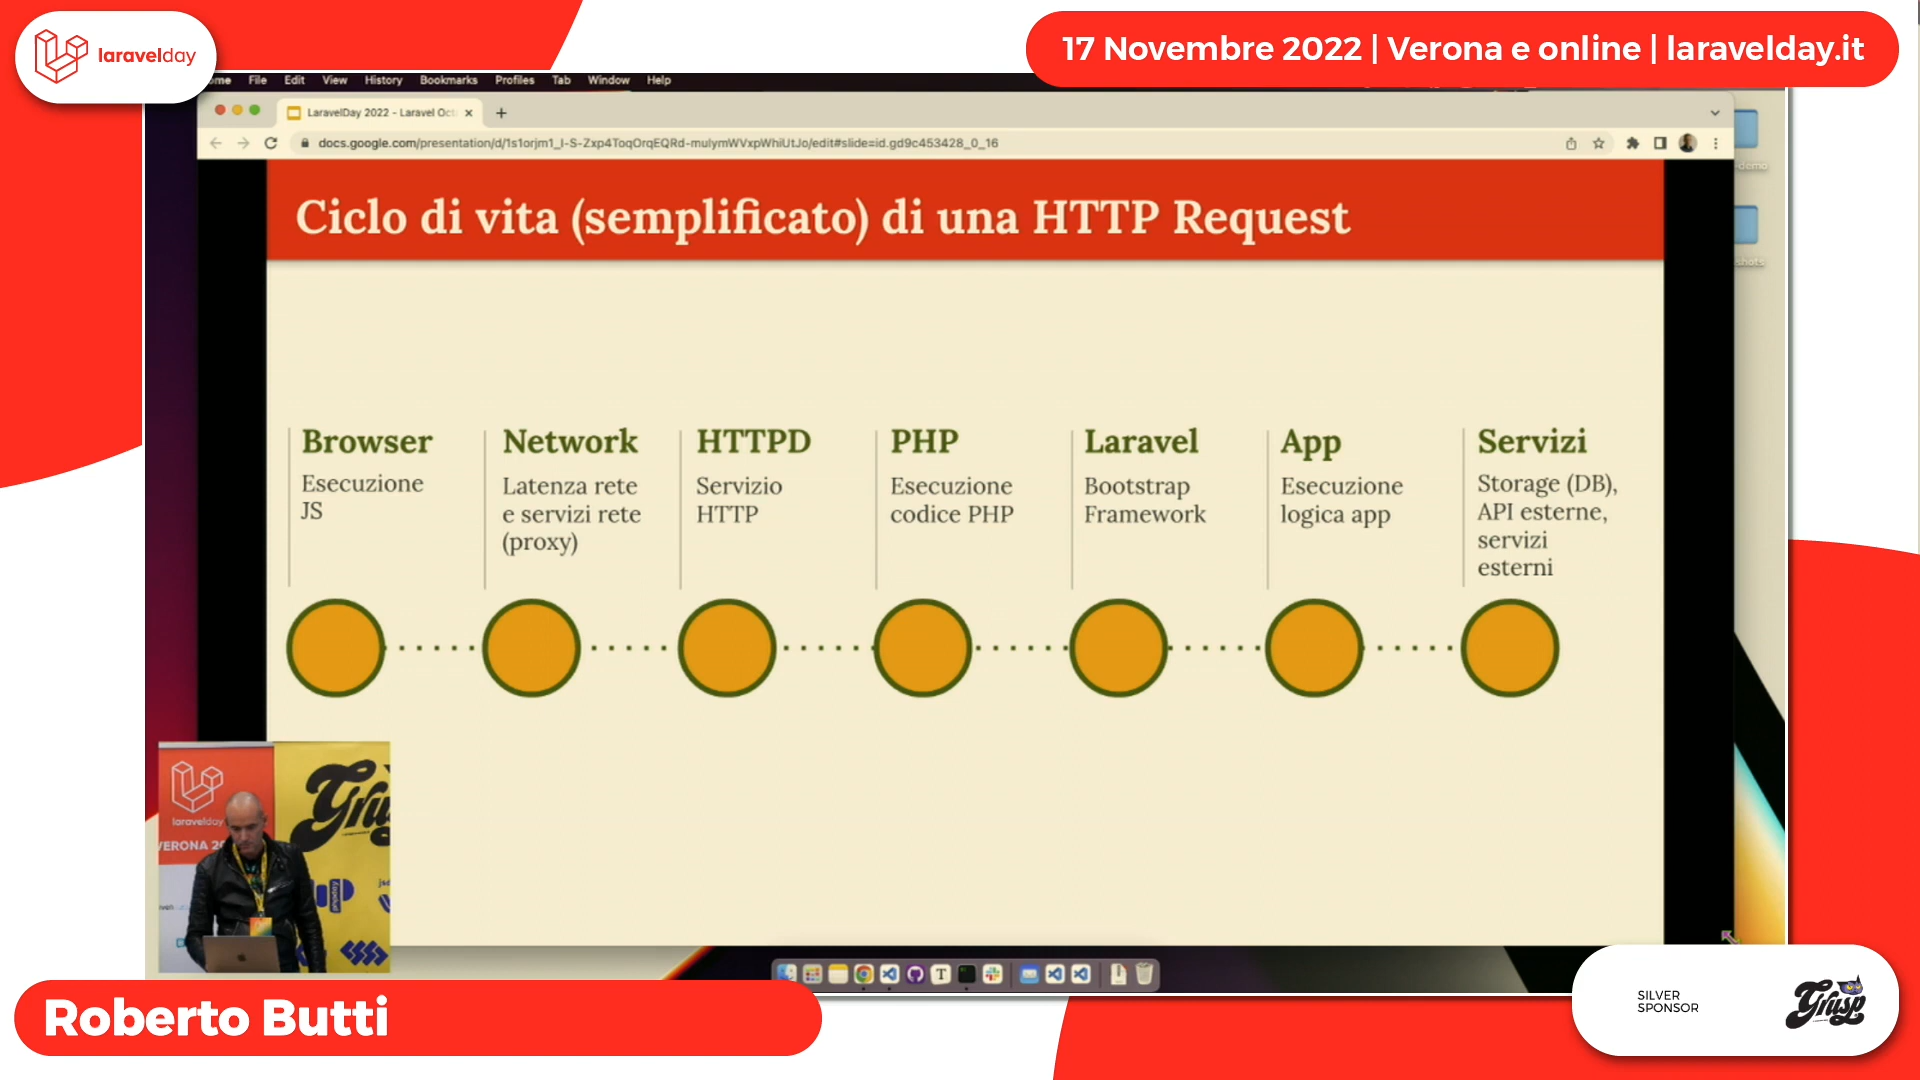 laravelday
17 Novembre 2022 | Verona e online | laravelday.it
File Edit View History Bookmarks Profiles Tab Window Help
LaravelDay 2022 - Laravel Oct
docs.google.com/presentation/d/1s1orjm1_I-S-Zxp4ToqOrqEQRd-mulymWVxpWhiUtJo/edit#slide=id.gd9c453428_0_16
Ciclo di vita (semplificato) di una HTTP Request
Browser
Esecuzione
JS
Network
Latenza rete
e servizi rete
(proxy)
HTTPD
Servizio
HTTP
PHP
Esecuzione
codice PHP
Laravel
Bootstrap
Framework
App
Esecuzione
logica app
Servizi
Storage (DB),
API esterne,
servizi
esterni
laravelday
VERONA
Roberto Butti
SILVER
SPONSOR
Grusp